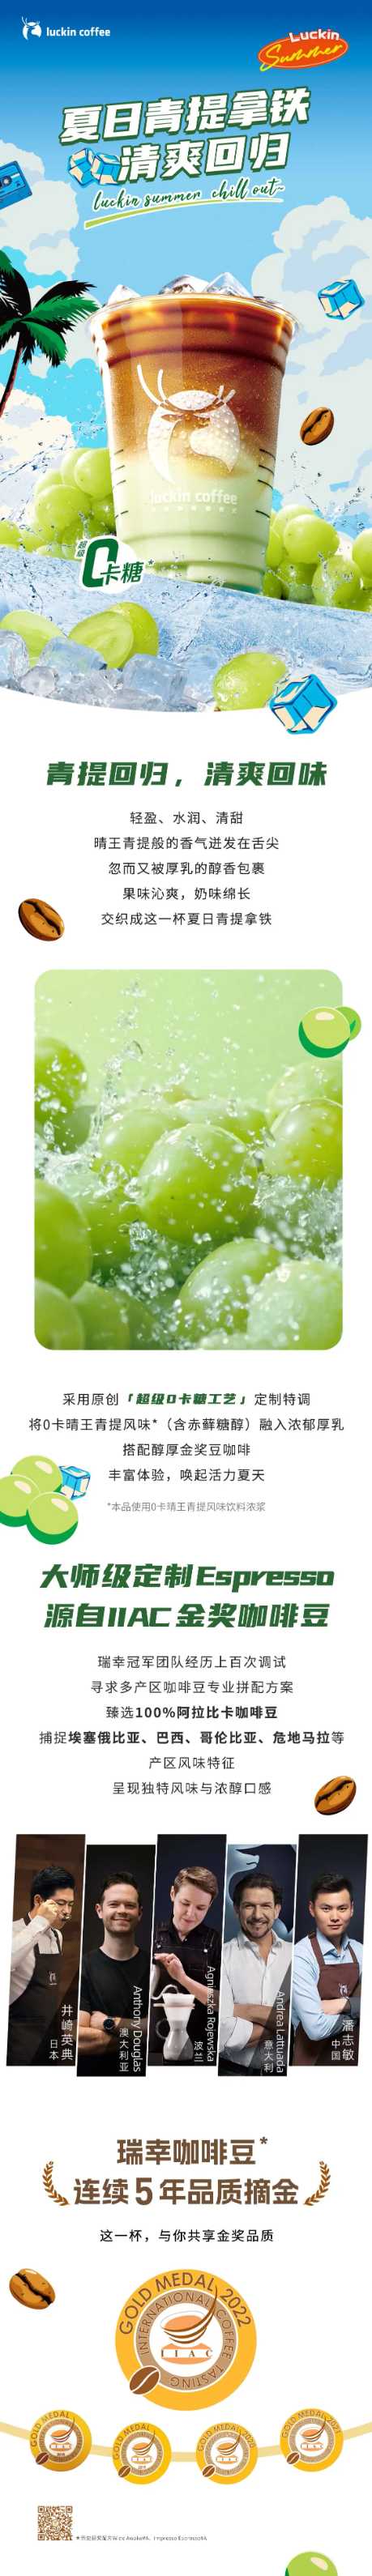 luckin coffee
Luckin
Summer
夏日青提拿铁
清爽回归
luckin summer chill out~
luckin coffee
超级0卡糖*
青提回归，清爽回味
轻盈、水润、清甜
晴王青提般的香气迸发在舌尖
忽而又被厚乳的醇香包裹
果味沁爽，奶味绵长
交织成这一杯夏日青提拿铁
采用原创「超级0卡糖工艺」定制特调
将0卡晴王青提风味*（含赤藓糖醇）融入浓郁厚乳
搭配醇厚金奖豆咖啡
丰富体验，唤起活力夏天
*本品使用0卡晴王青提风味饮料浓浆
大师级定制Espresso
源自IIAC金奖咖啡豆
瑞幸冠军团队经历上百次调试
寻求多产区咖啡豆专业拼配方案
臻选100%阿拉比卡咖啡豆
捕捉埃塞俄比亚、巴西、哥伦比亚、危地马拉等
产区风味特征
呈现独特风味与浓醇口感
井崎英典
日本
Anthony Douglas
澳大利亚
Agnieszka Rojewska
波兰
Andrea Lattuada
意大利
潘志敏
中国
瑞幸咖啡豆*
连续5年品质摘金
这一杯，与你共享金奖品质
GOLD MEDAL 2022
INTERNATIONAL COFFEE TASTING
IIAC
GOLD MEDAL
GOLD MEDAL
GOLD MEDAL 2020
GOLD MEDAL 2021